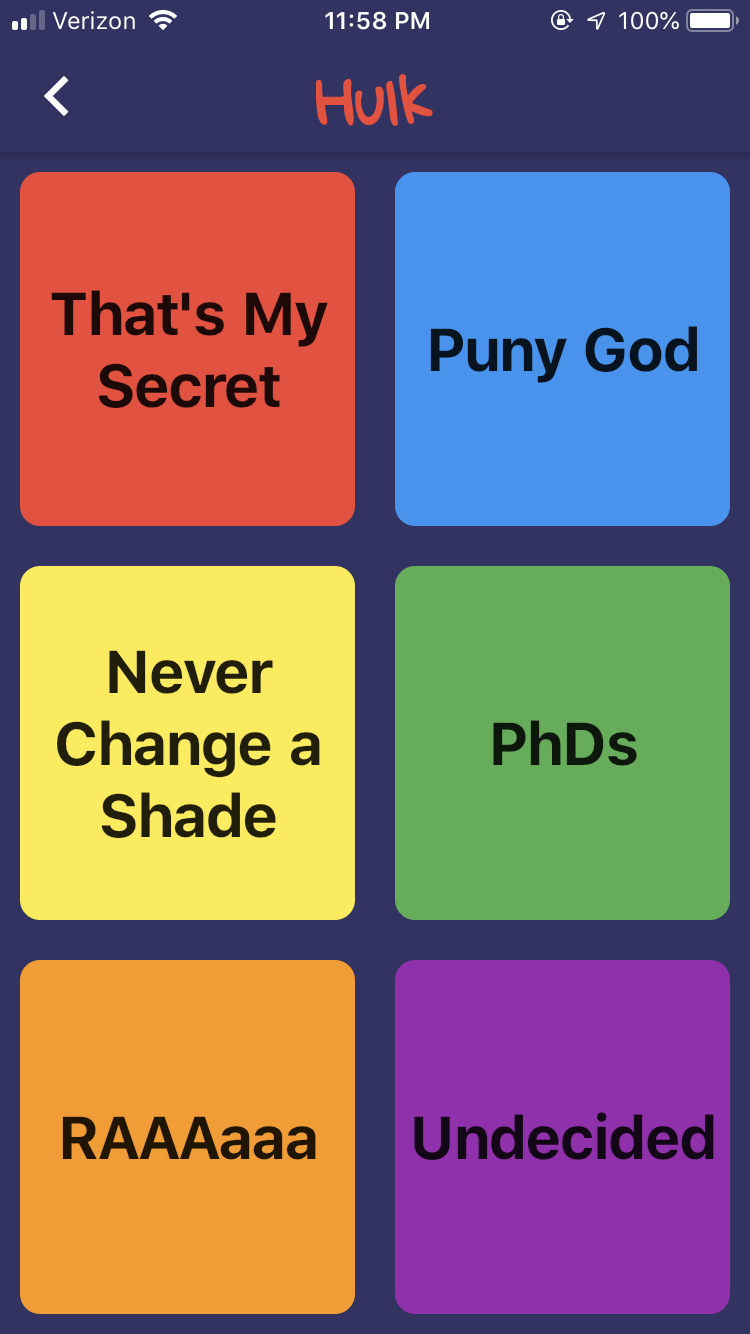 Verizon 11:58 PM 100%
Hulk
That's My
Secret
Puny God
Never
Change a
Shade
PhDs
RAAAaaa
Undecided